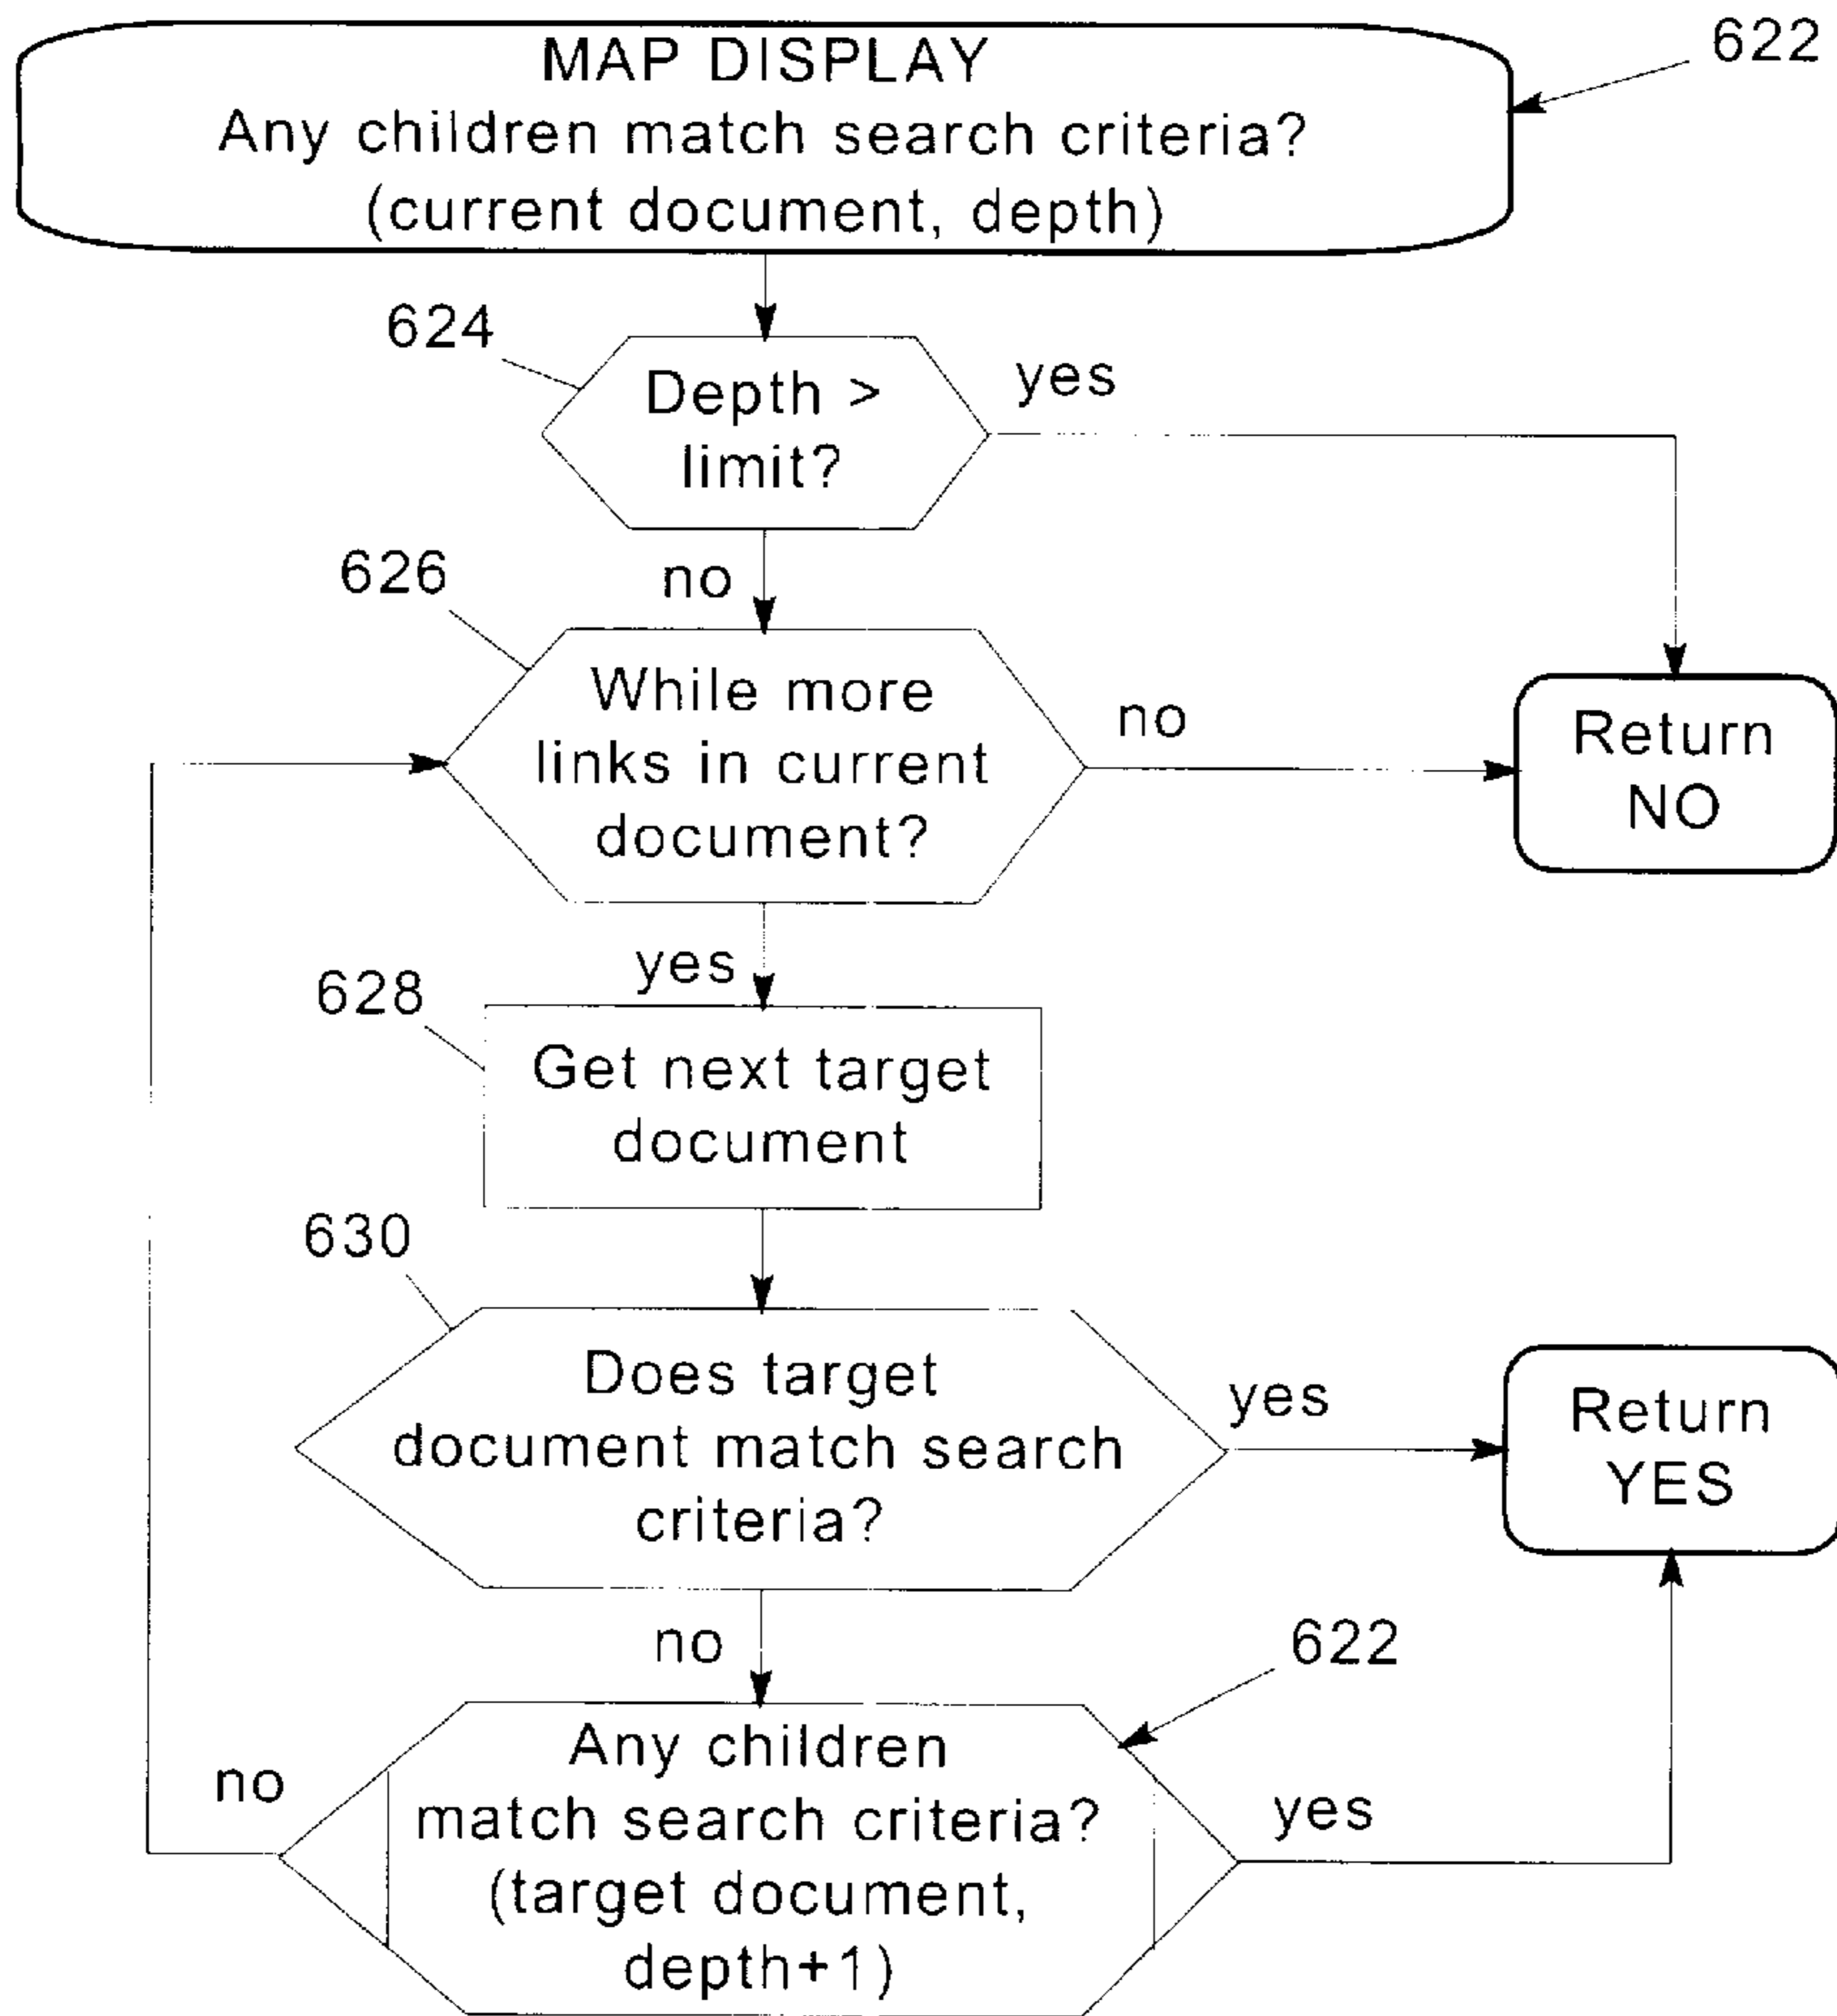 622
MAP DISPLAY
Any children match search criteria?
(current document, depth)
624
Depth >
limit?
yes
no
626
While more
links in current
document?
no
Return
NO
yes
628
Get next target
document
630
Does target
document match search
criteria?
yes
Return
YES
no
622
Any children
match search criteria?
(target document,
depth+1)
no
yes